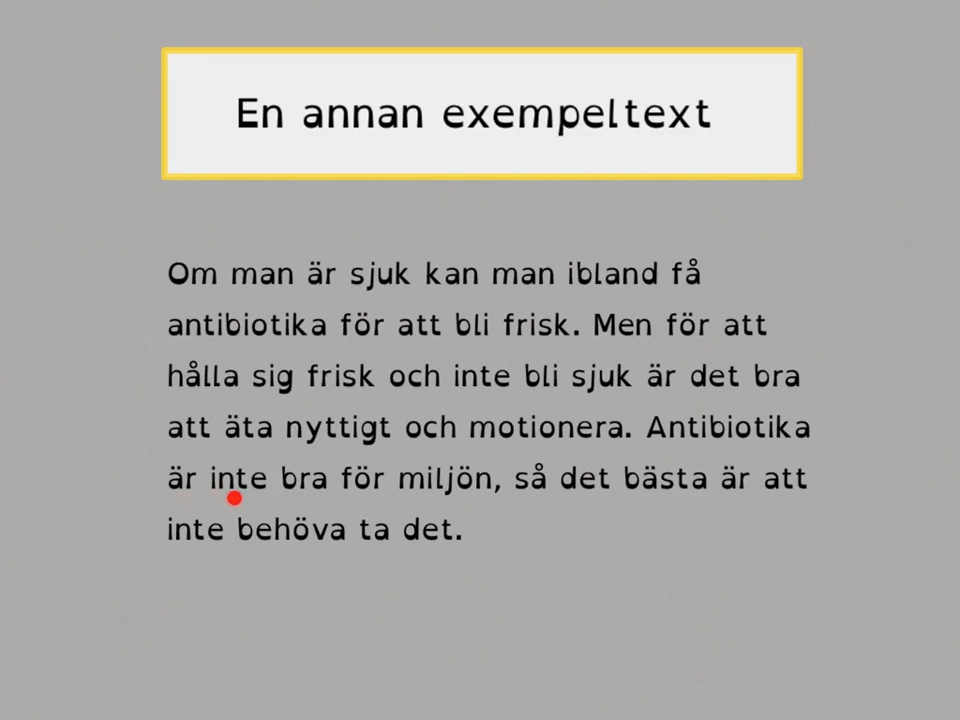 En annan exempeltext
Om man är sjuk kan man ibland få
antibiotika för att bli frisk. Men för att
hålla sig frisk och inte bli sjuk är det bra
att äta nyttigt och motionera. Antibiotika
är inte bra för miljön, så det bästa är att
inte behöva ta det.